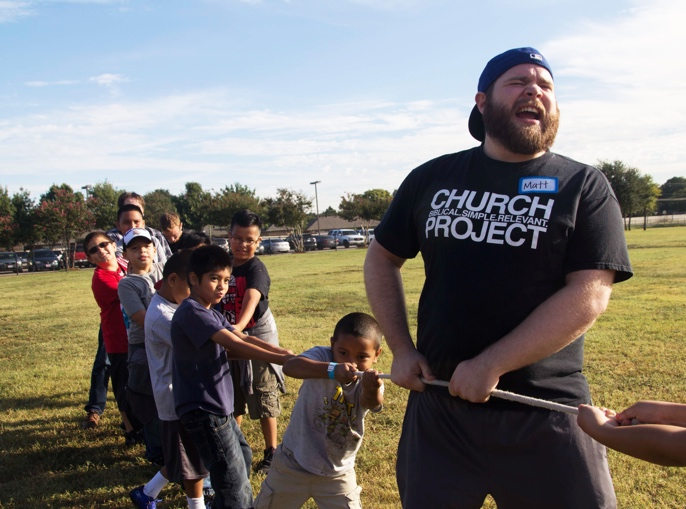 Matt
CHURCH
BIBLICAL.SIMPLE.RELEVANT
PROJECT